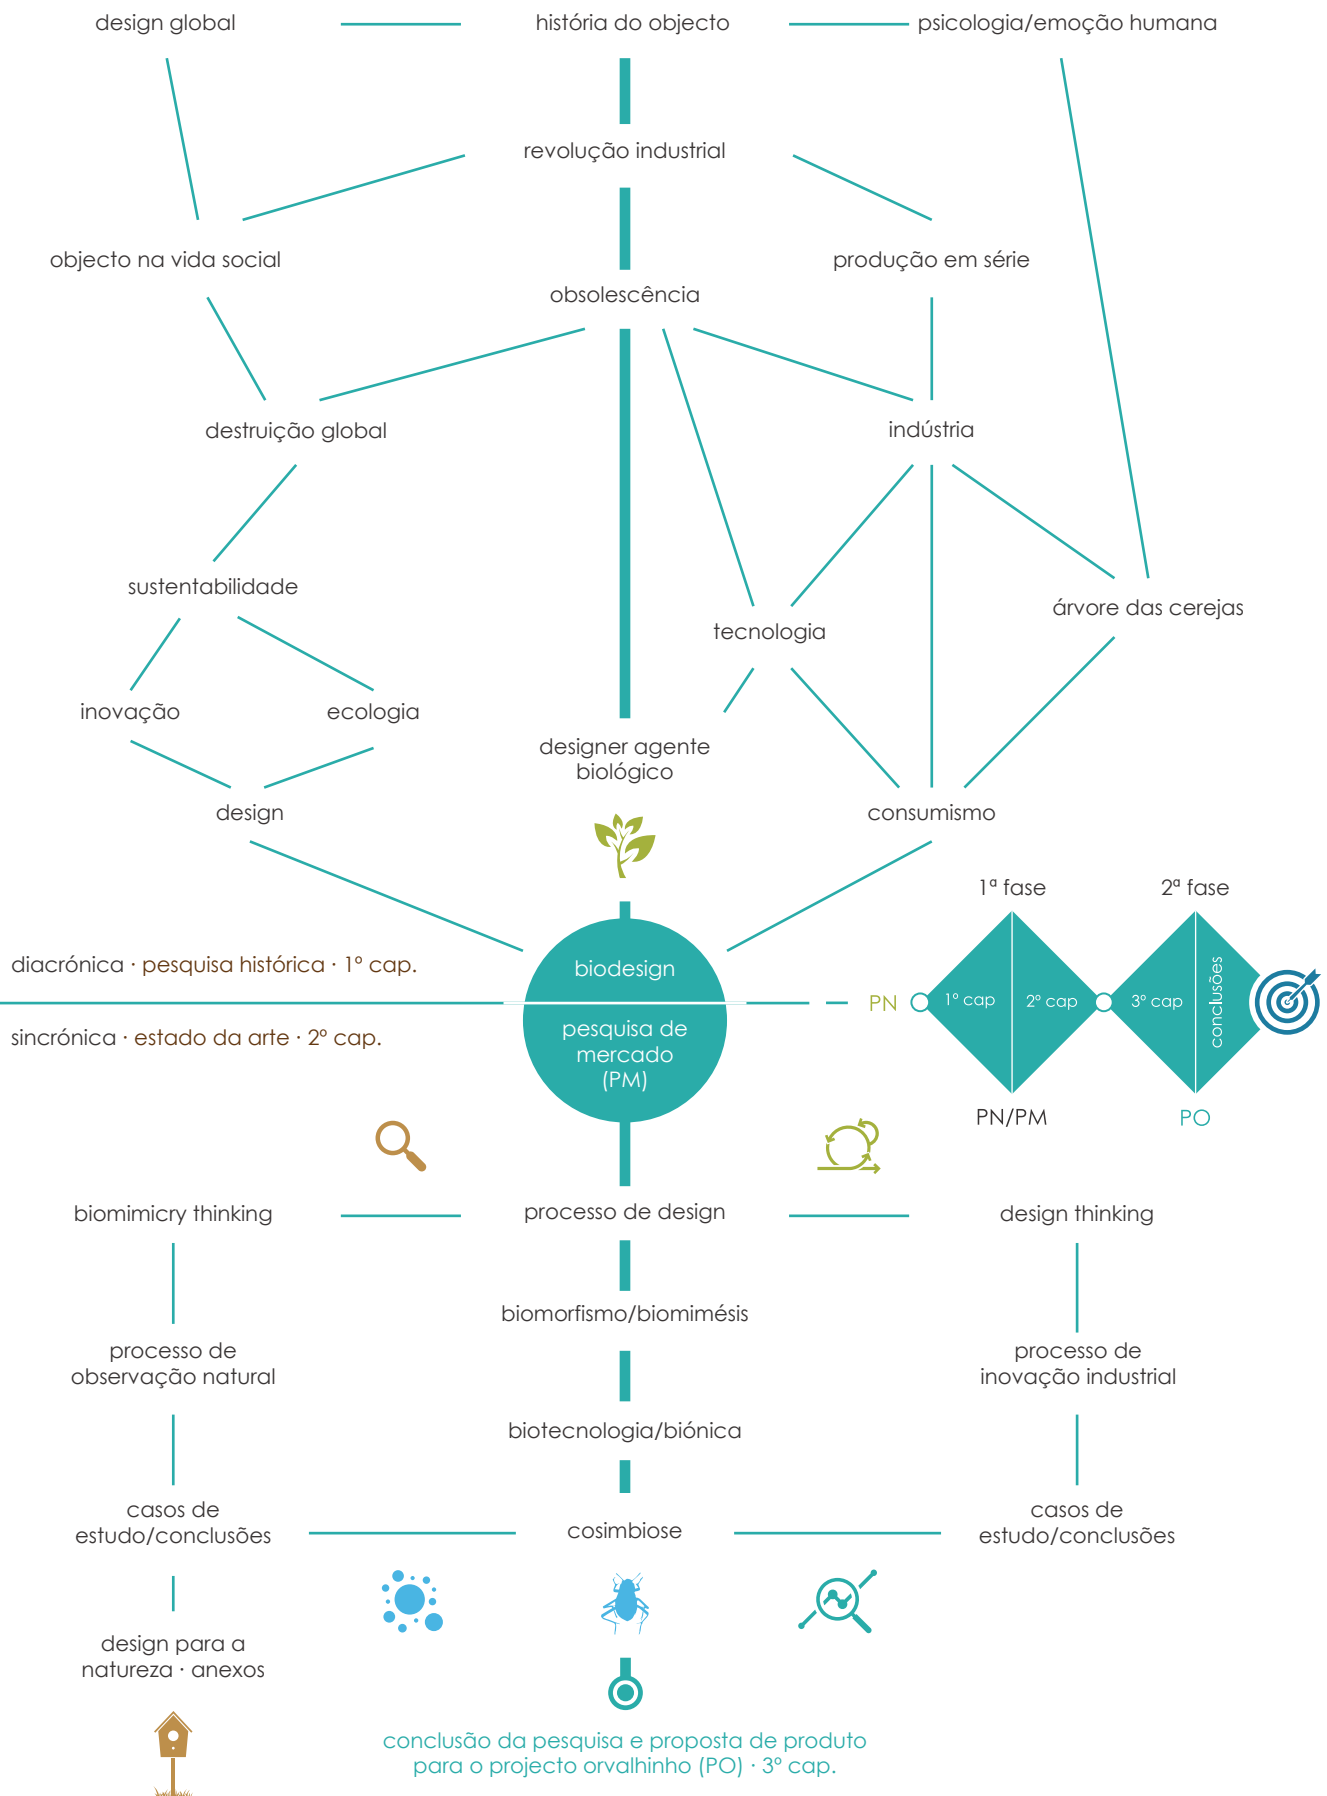 design global
história do objecto
psicologia/emoção humana
revolução industrial
objecto na vida social
produção em série
obsolescência
destruição global
indústria
sustentabilidade
árvore das cerejas
tecnologia
inovação
ecologia
designer agente
biológico
design
consumismo
1ª fase
2ª fase
diacrónica · pesquisa histórica · 1º cap.
biodesign
PN
1º cap
2º cap
3º cap
conclusões
sincrónica · estado da arte · 2º cap.
pesquisa de
mercado
(PM)
PN/PM
PO
biomimicry thinking
processo de design
design thinking
biomorfismo/biomimésis
processo de
observação natural
processo de
inovação industrial
biotecnologia/biónica
casos de
estudo/conclusões
cosimbiose
casos de
estudo/conclusões
design para a
natureza · anexos
conclusão da pesquisa e proposta de produto
para o projecto orvalhinho (PO) · 3º cap.